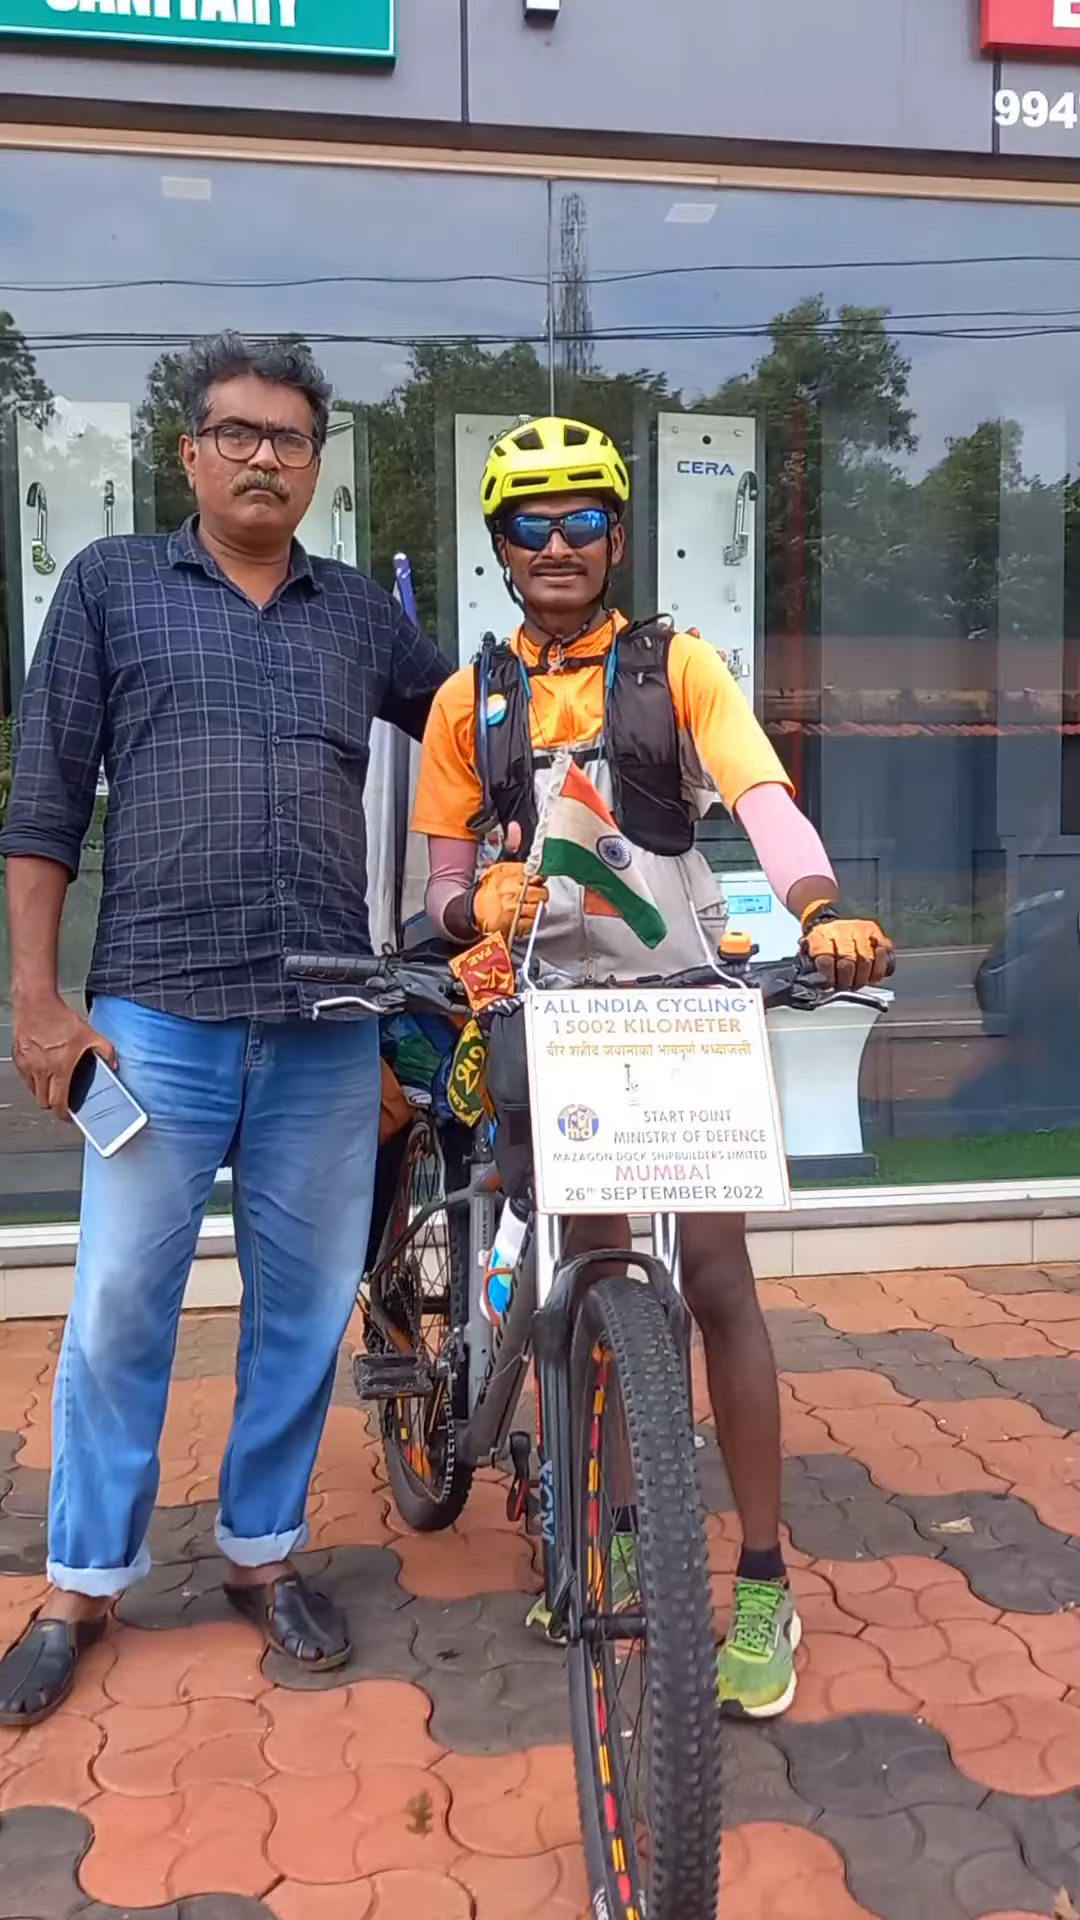 SANITARY
994
CERA
ALL INDIA CYCLING
15002 KILOMETER
वीर शहीद जवानोंका भावपूर्ण श्रध्दांजली
START POINT
MINISTRY OF DEFENCE
MAZAGON DOCK SHIPBUILDERS LIMITED
MUMBAI
26th SEPTEMBER 2022